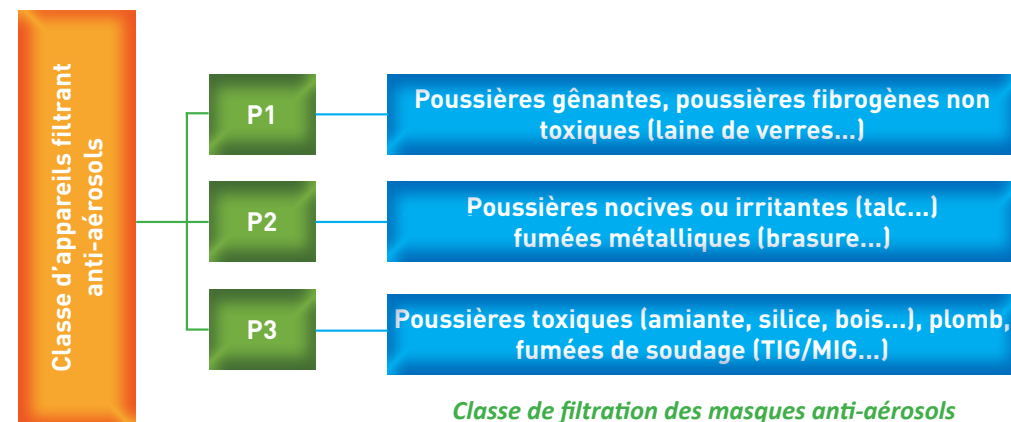 Classe d'appareils filtrant
anti-aérosols
P1
Poussières gênantes, poussières fibrogènes non
toxiques (laine de verres...)
P2
Poussières nocives ou irritantes (talc...)
fumées métalliques (brasure...)
P3
Poussières toxiques (amiante, silice, bois...), plomb,
fumées de soudage (TIG/MIG...)
Classe de filtration des masques anti-aérosols